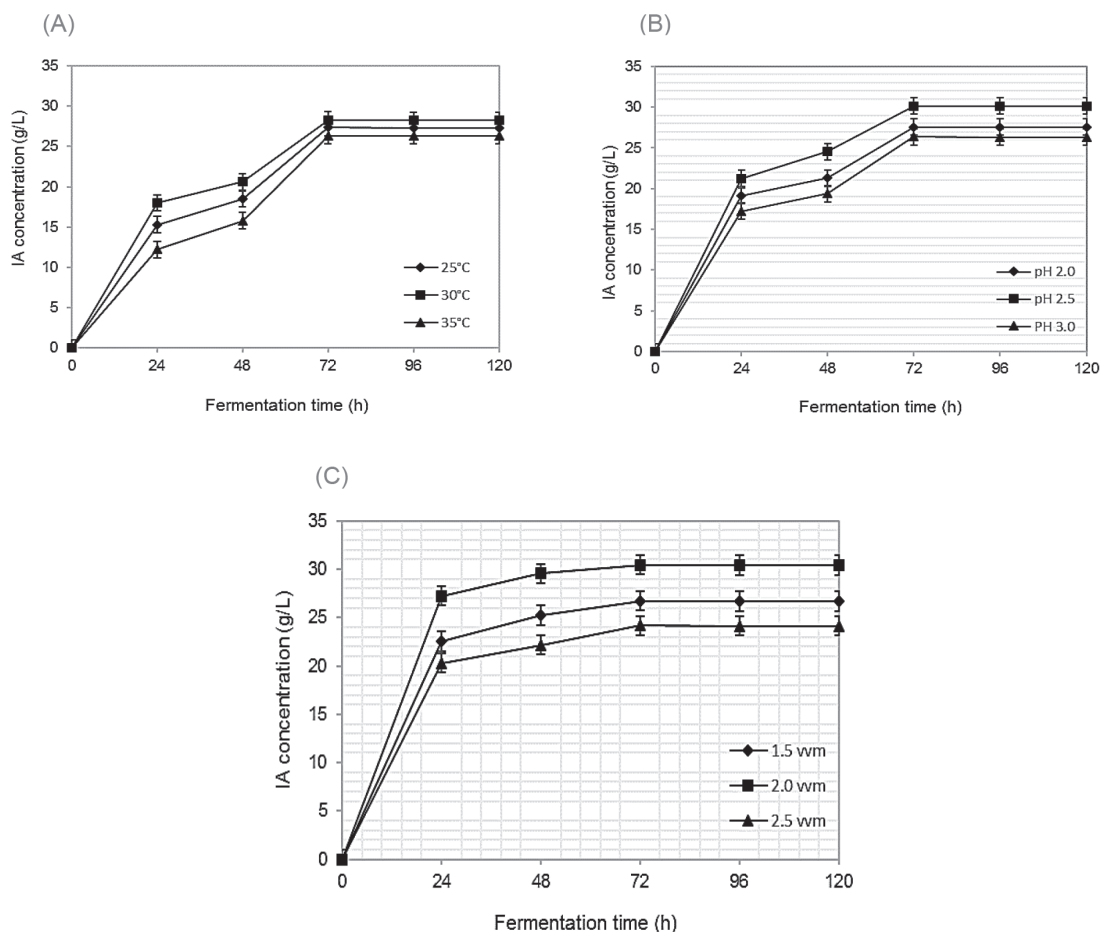 (A)
IA concentration (g/L)
35
30
25
20
15
10
5
0
25°C
30°C
35°C
0 24 48 72 96 120
Fermentation time (h)
(B)
IA concentration (g/L)
35
30
25
20
15
10
5
0
pH 2.0
pH 2.5
PH 3.0
0 24 48 72 96 120
Fermentation time (h)
(C)
IA concentration (g/L)
35
30
25
20
15
10
5
0
1.5 vvm
2.0 vvm
2.5 vvm
0 24 48 72 96 120
Fermentation time (h)